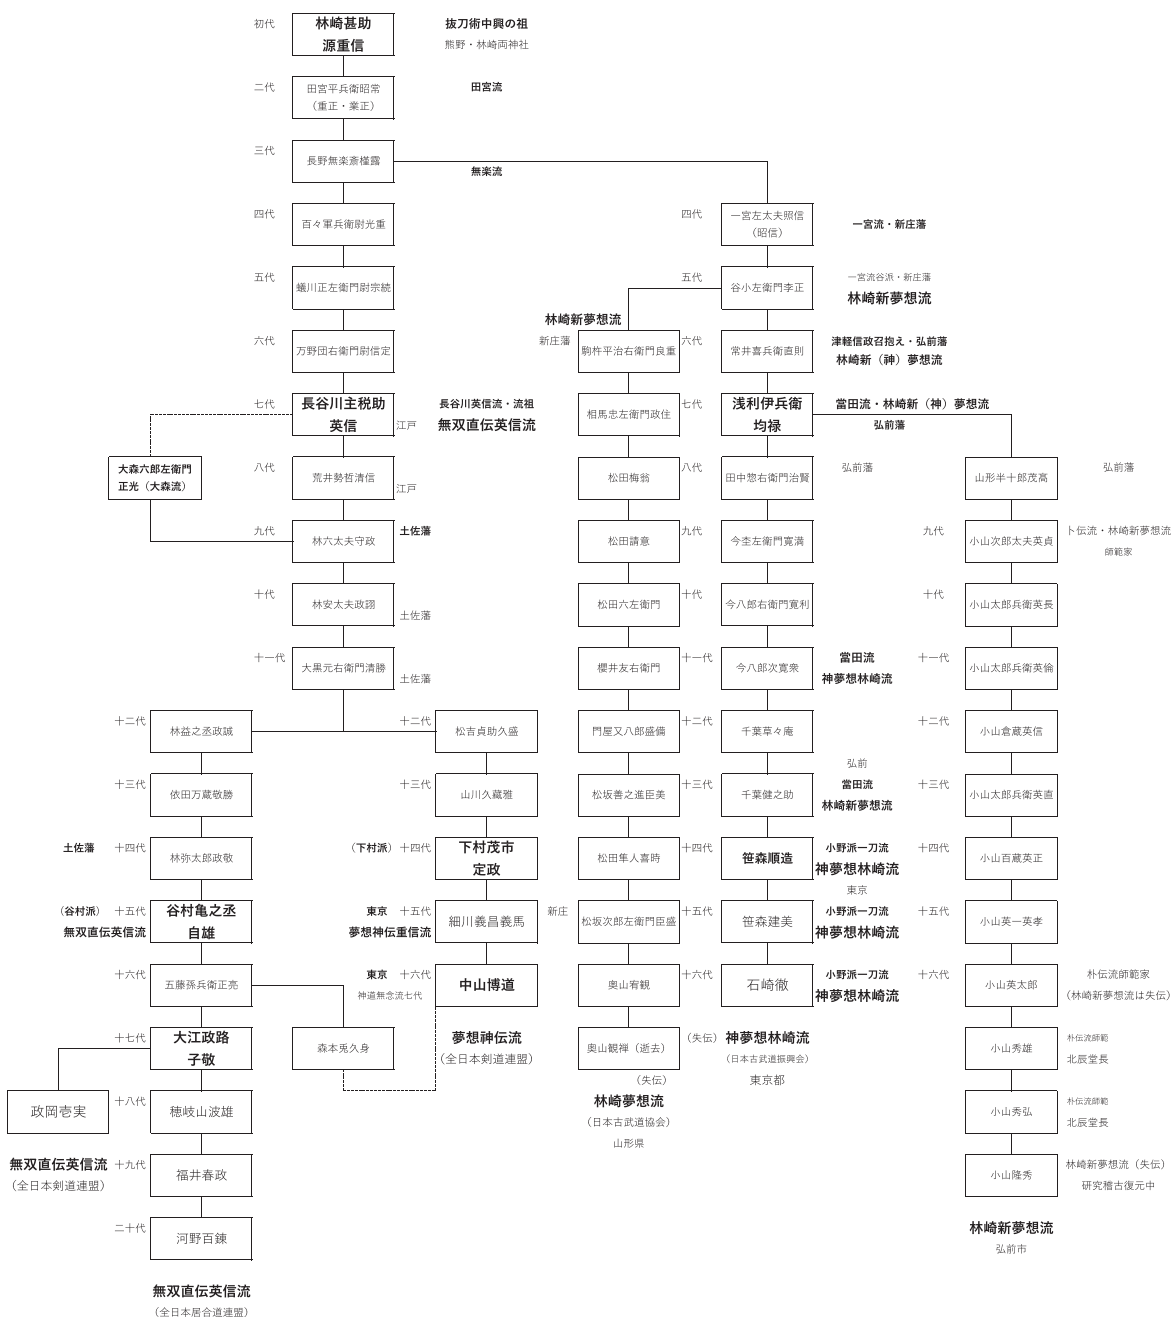 初代
林崎甚助
源重信
抜刀術中興の祖
熊野・林崎両神社
二代
田宮平兵衛昭常
（重正・業正）
田宮流
三代
長野無楽斎槿露
無楽流
四代
百々軍兵衛尉光重
四代
一宮左太夫照信
（昭信）
一宮流・新庄藩
五代
蟻川正左衛門尉宗続
五代
谷小左衛門李正
一宮流谷派・新庄藩
林崎新夢想流
林崎新夢想流
六代
万野団右衛門尉信定
新庄藩
駒杵平治右衛門良重
六代
常井喜兵衛直則
津軽信政召抱え・弘前藩
林崎新（神）夢想流
七代
長谷川主税助
英信
江戸
長谷川英信流・流祖
無双直伝英信流
相馬忠左衛門政住
七代
浅利伊兵衛
均禄
當田流・林崎新（神）夢想流
弘前藩
大森六郎左衛門
正光（大森流）
八代
荒井勢哲清信
江戸
松田梅翁
八代
田中惣右衛門治賢
弘前藩
山形半十郎茂高
弘前藩
九代
林六太夫守政
土佐藩
松田請意
九代
今杢左衛門寛満
九代
小山次郎太夫英貞
卜伝流・林崎新夢想流
師範家
十代
林安太夫政詡
土佐藩
松田六左衛門
十代
今八郎右衛門寛利
十代
小山太郎兵衛英長
十一代
大黒元右衛門清勝
土佐藩
櫻井友右衛門
十一代
今八郎次寛衆
當田流
神夢想林崎流
十一代
小山太郎兵衛英倫
十二代
林益之丞政誠
十二代
松吉貞助久盛
門屋又八郎盛備
十二代
千葉草々庵
十二代
小山倉蔵英信
十三代
依田万蔵敬勝
十三代
山川久藏雅
松坂善之進臣美
十三代
千葉健之助
弘前
當田流
林崎新夢想流
十三代
小山太郎兵衛英直
土佐藩
十四代
林弥太郎政敬
（下村派）
十四代
下村茂市
定政
松田隼人喜時
十四代
笹森順造
小野派一刀流
神夢想林崎流
東京
十四代
小山百蔵英正
（谷村派）
十五代
無双直伝英信流
谷村亀之丞
自雄
東京
十五代
夢想神伝重信流
細川義昌義馬
新庄
松坂次郎左衛門臣盛
十五代
笹森建美
小野派一刀流
神夢想林崎流
十五代
小山英一英孝
十六代
五藤孫兵衛正亮
東京
十六代
神道無念流七代
中山博道
奥山宥観
十六代
石崎徹
小野派一刀流
神夢想林崎流
十六代
小山英太郎
朴伝流師範家
（林崎新夢想流は失伝）
十七代
大江政路
子敬
森本兎久身
夢想神伝流
（全日本剣道連盟）
奥山観禅（逝去）
（失伝）
（失伝）
林崎夢想流
（日本古武道協会）
山形県
神夢想林崎流
（日本古武道振興会）
東京都
小山秀雄
朴伝流師範
北辰堂長
政岡壱実
十八代
穂岐山波雄
小山秀弘
朴伝流師範
北辰堂長
無双直伝英信流
（全日本剣道連盟）
十九代
福井春政
小山隆秀
林崎新夢想流（失伝）
研究稽古復元中
二十代
河野百錬
林崎新夢想流
弘前市
無双直伝英信流
（全日本居合道連盟）